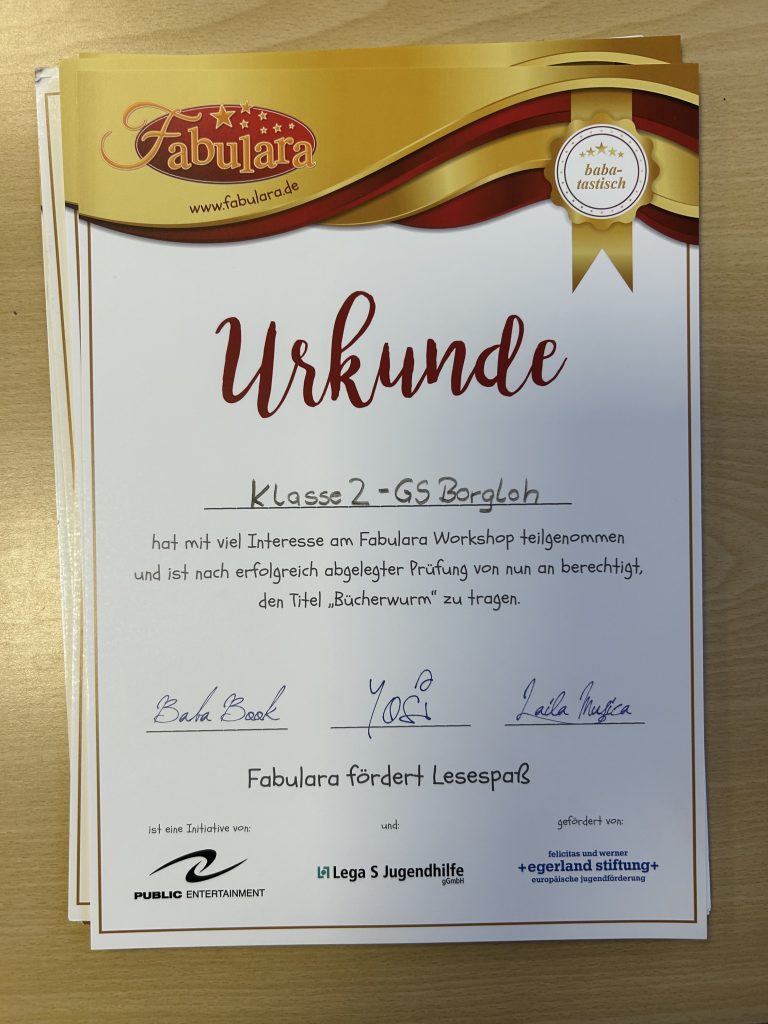 Fabulara
www.fabulara.de
baba-
tastisch
Urkunde
Klasse 2 - GS Borgloh
hat mit viel Interesse am Fabulara Workshop teilgenommen
und ist nach erfolgreich abgelegter Prüfung von nun an berechtigt,
den Titel „Bücherwurm“ zu tragen.
Baba Book Yosi Laila Musica
Fabulara fördert Lesespaß
ist eine Initiative von: und: gefördert von:
PUBLIC ENTERTAINMENT
Lega S Jugendhilfe
gGmbH
felicitas und werner
+egerland stiftung+
europäische jugendförderung